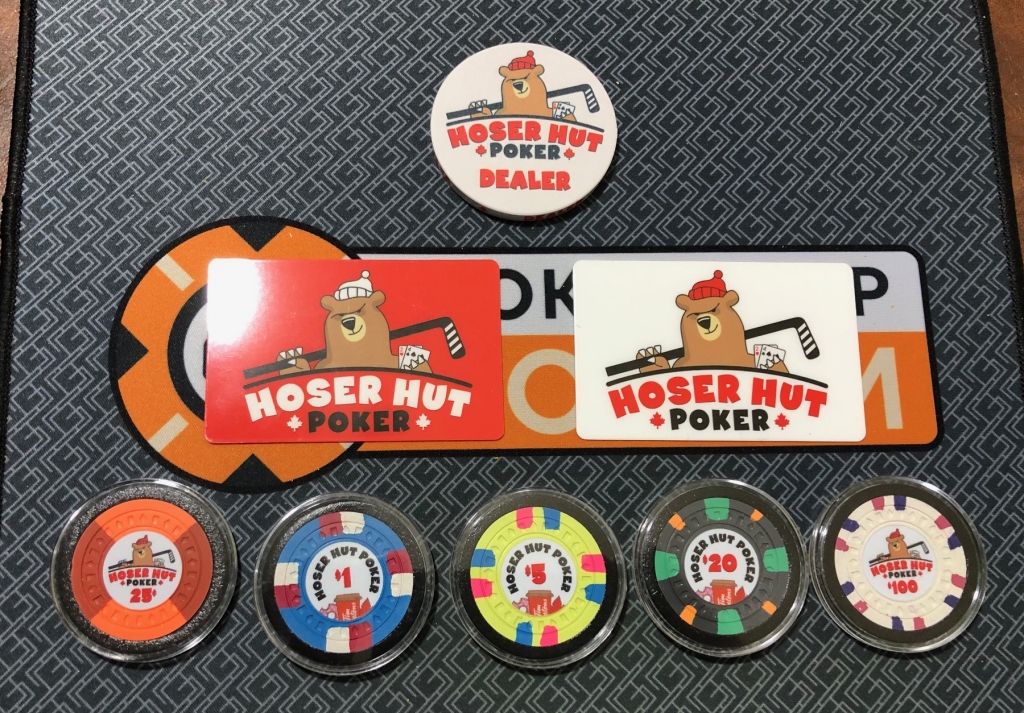 HOSER HUT
POKER
DEALER
HOSER HUT
POKER
HOSER HUT
POKER
HOSER HUT
POKER
25¢
HOSER HUT POKER
$1
HOSER HUT POKER
$5
HOSER HUT POKER
$20
HOSER HUT
POKER
$100